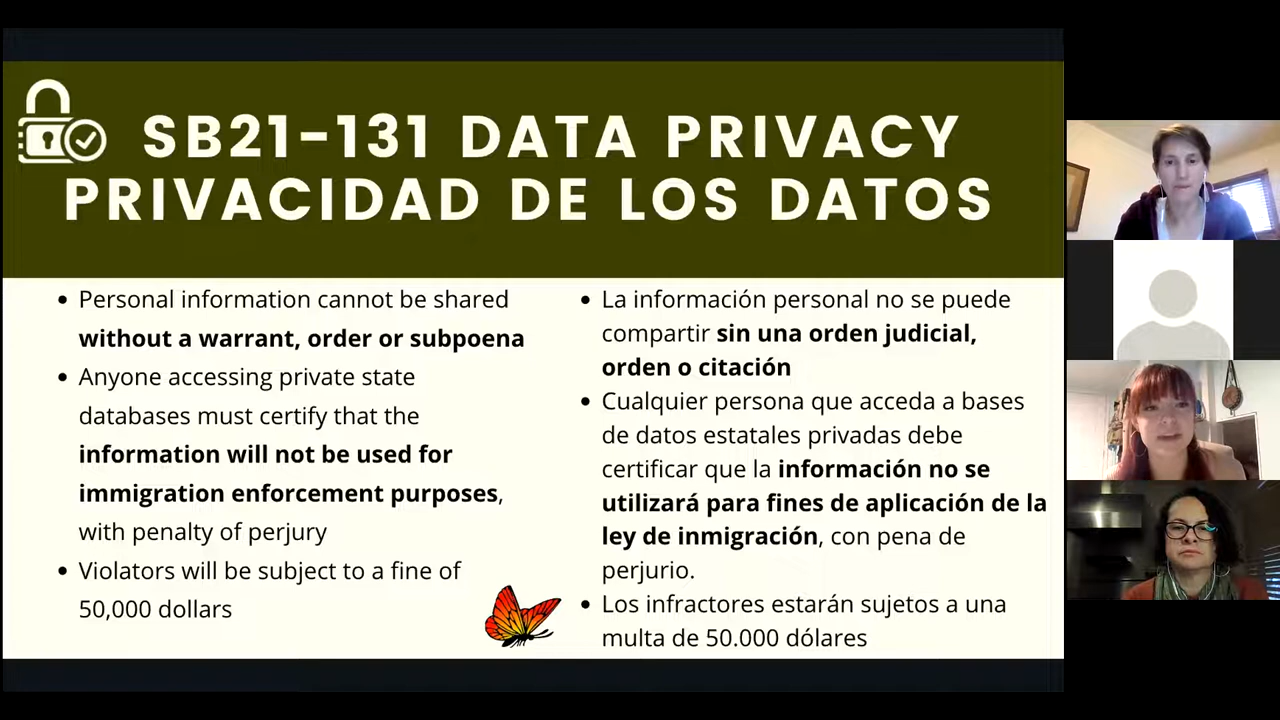 SB21-131 DATA PRIVACY
PRIVACIDAD DE LOS DATOS
• Personal information cannot be shared
without a warrant, order or subpoena
• Anyone accessing private state
databases must certify that the
information will not be used for
immigration enforcement purposes,
with penalty of perjury
• Violators will be subject to a fine of
50,000 dollars
• La información personal no se puede
compartir sin una orden judicial,
orden o citación
• Cualquier persona que acceda a bases
de datos estatales privadas debe
certificar que la información no se
utilizará para fines de aplicación de la
ley de inmigración, con pena de
perjurio.
• Los infractores estarán sujetos a una
multa de 50.000 dólares